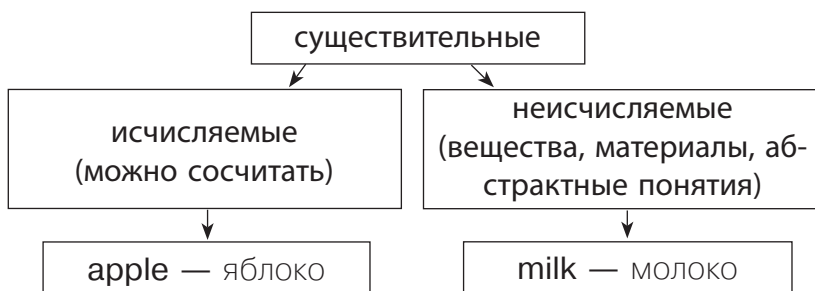 существительные
исчисляемые
(можно сосчитать)
неисчисляемые
(вещества, материалы, аб-
страктные понятия)
apple — яблоко
milk — молоко